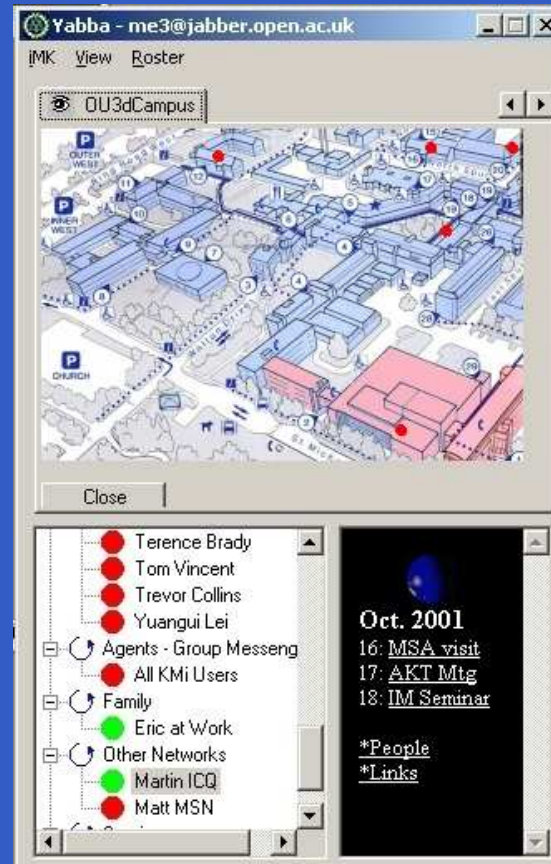 Yabba - me3@jabber.open.ac.uk
iMK View Roster
OU3dCampus
P
OUTER
WEST
P
INNER
WEST
P
CHURCH
Close
Terence Brady
Tom Vincent
Trevor Collins
Yuangui Lei
Agents - Group Messeng
All KMi Users
Family
Eric at Work
Other Networks
Martin ICQ
Matt MSN
Oct. 2001
16: MSA visit
17: AKT Mtg
18: IM Seminar
*People
*Links